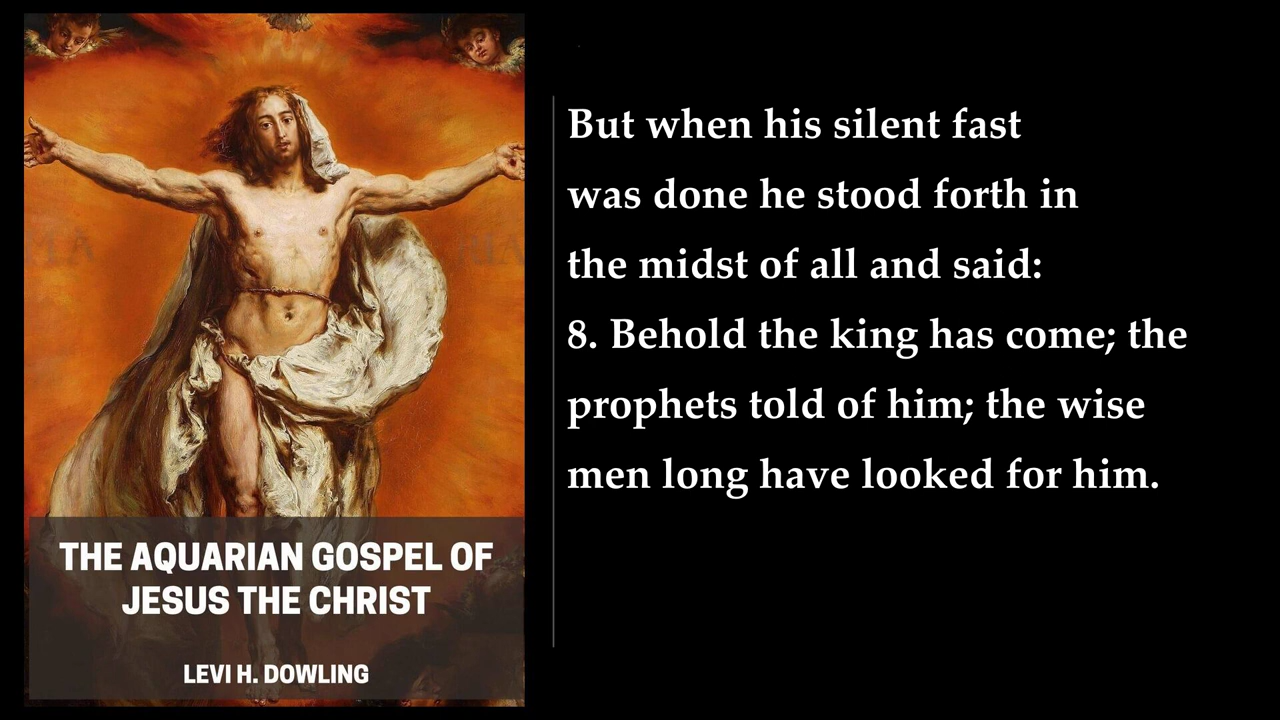 But when his silent fast
was done he stood forth in
the midst of all and said:
8. Behold the king has come; the
prophets told of him; the wise
men long have looked for him.
THE AQUARIAN GOSPEL OF
JESUS THE CHRIST
LEVI H. DOWLING